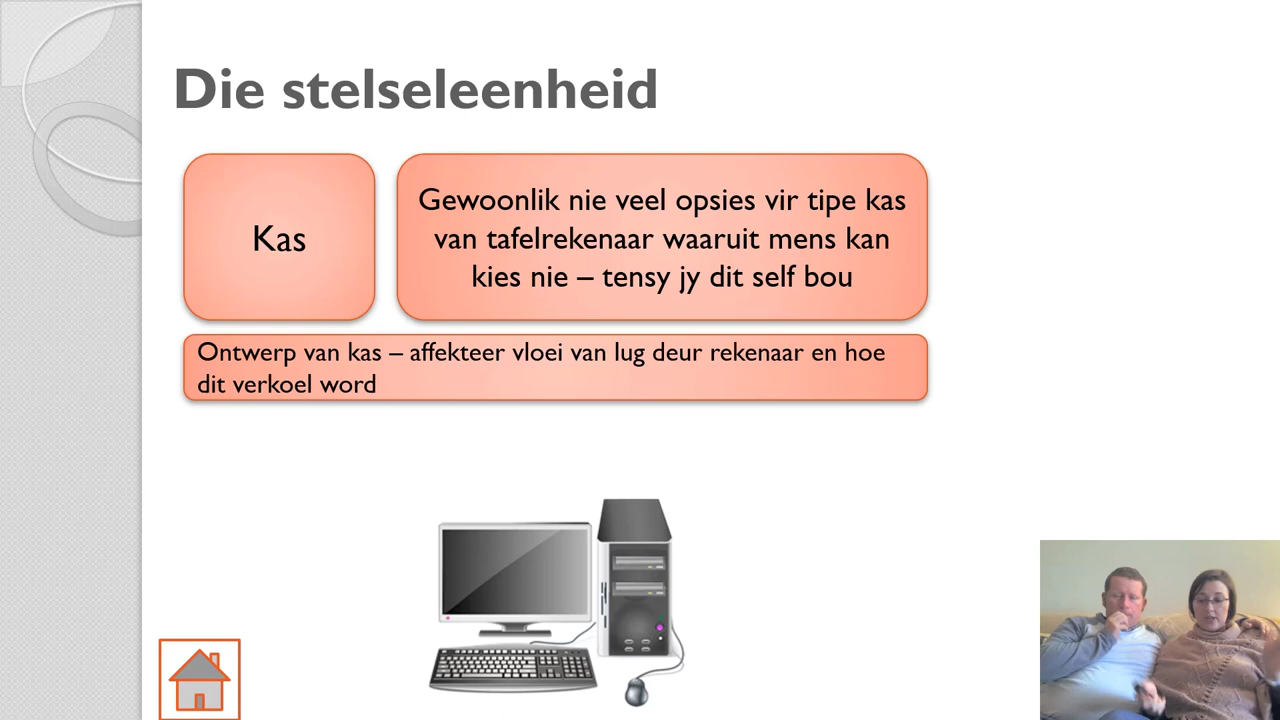 Die stelseleenheid
Kas
Gewoonlik nie veel opsies vir tipe kas
van tafelrekenaar waaruit mens kan
kies nie – tensy jy dit self bou
Ontwerp van kas – affekteer vloei van lug deur rekenaar en hoe
dit verkoel word